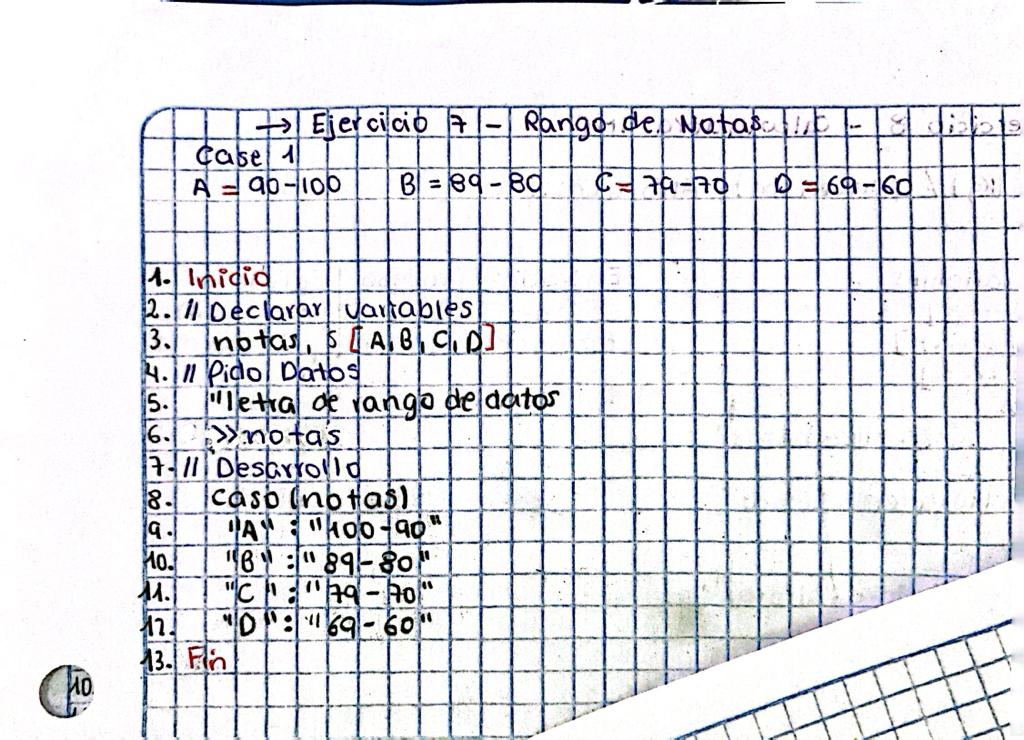 → Ejercicio 7 - Rango de Notas
Case 1
A = 90-100 B = 89-80 C = 79-70 D = 69-60
1. Inicio
2. // Declarar variables
3. notas, s [A, B, C, D]
4. // Pido Datos
5. "letra de rango de datos
6. >> notas
7. // Desarrollo
8. caso (notas)
9. "A" : "100-90"
10. "B" : "89-80"
11. "C" : "79-70"
12. "D" : "69-60"
13. Fin
10